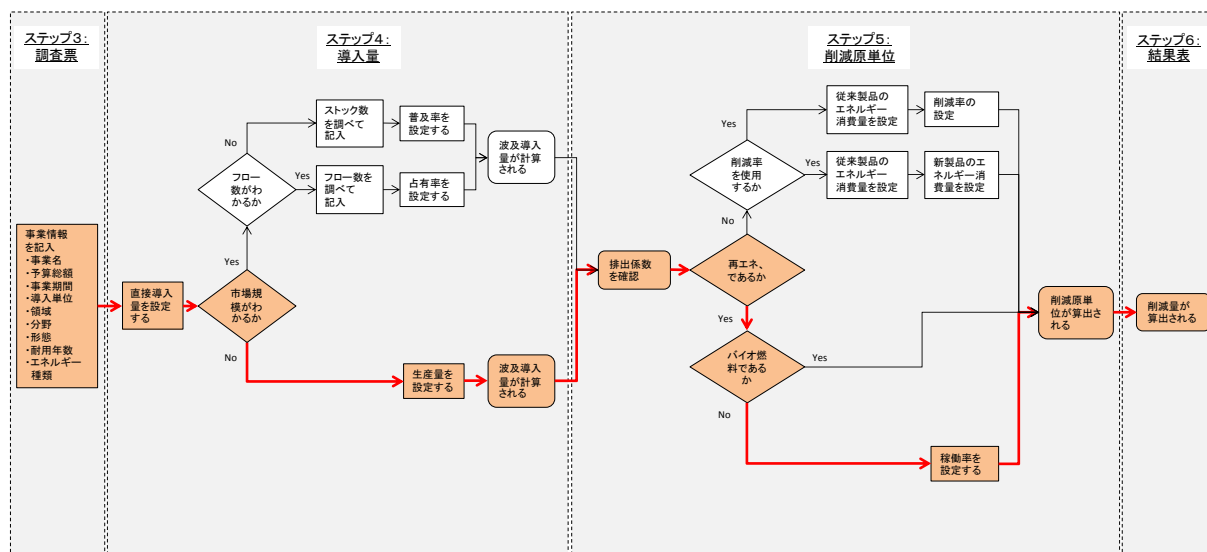 ステップ3：
調査票
事業情報
を記入
・事業名
・予算総額
・事業期間
・導入単位
・領域
・分野
・形態
・耐用年数
・エネルギー
種類
ステップ4：
導入量
直接導入
量を設定
する
市場規
模がわ
かるか
Yes
No
フロー
数がわ
かるか
No
Yes
ストック数
を調べて
記入
普及率を
設定する
フロー数を
調べて
記入
占有率を
設定する
波及導入
量が計算
される
生産量を
設定する
波及導入
量が計算
される
ステップ5：
削減原単位
排出係数
を確認
再エネ、
であるか
No
Yes
削減率
を使用
するか
Yes
Yes
従来製品の
エネルギー
消費量を設定
削減率の
設定
従来製品の
エネルギー
消費量を設定
新製品のエ
ネルギー消
費量を設定
バイオ燃
料である
か
Yes
No
稼働率を
設定する
削減原単
位が算出さ
れる
ステップ6：
結果表
削減量が
算出される